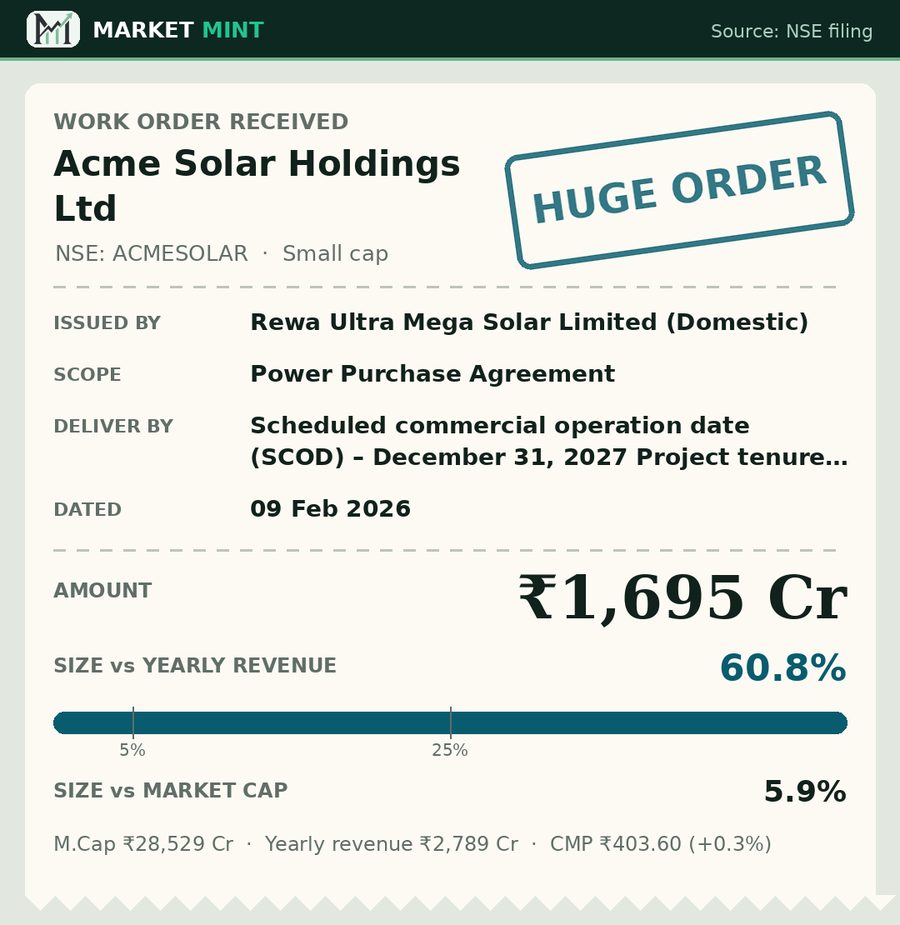 MARKET MINT
Source: NSE filing
WORK ORDER RECEIVED
Acme Solar Holdings
Ltd
NSE: ACMESOLAR · Small cap
HUGE ORDER
ISSUED BY Rewa Ultra Mega Solar Limited (Domestic)
SCOPE Power Purchase Agreement
DELIVER BY Scheduled commercial operation date
(SCOD) – December 31, 2027 Project tenure…
DATED 09 Feb 2026
AMOUNT ₹1,695 Cr
SIZE vs YEARLY REVENUE 60.8%
5% 25%
SIZE vs MARKET CAP 5.9%
M.Cap ₹28,529 Cr · Yearly revenue ₹2,789 Cr · CMP ₹403.60 (+0.3%)